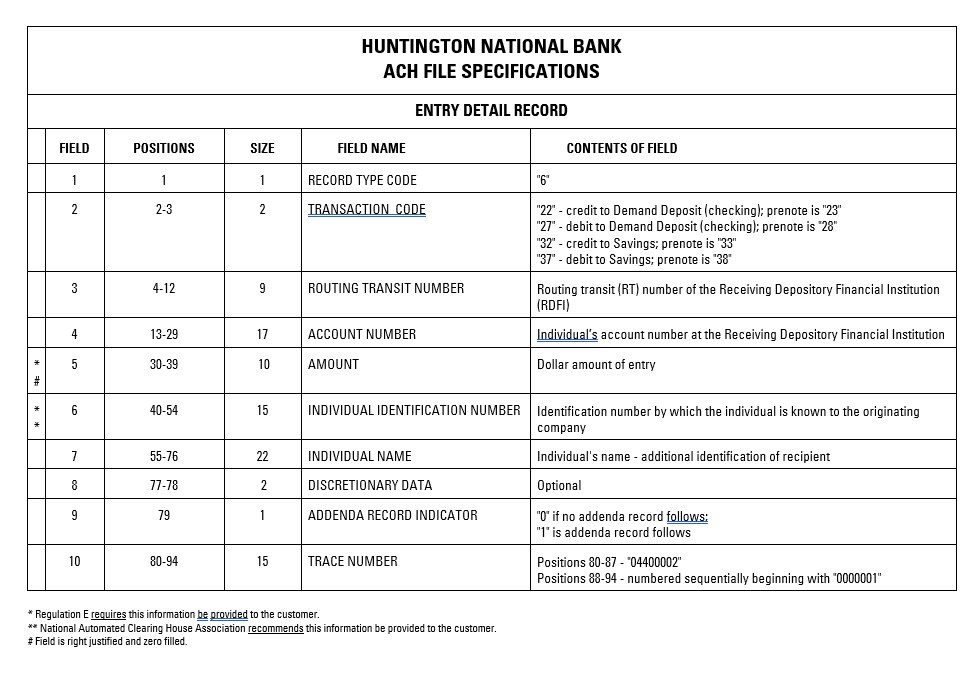 HUNTINGTON NATIONAL BANK
ACH FILE SPECIFICATIONS
ENTRY DETAIL RECORD
FIELD POSITIONS SIZE FIELD NAME CONTENTS OF FIELD
1 1 1 RECORD TYPE CODE "6"
2 2-3 2 TRANSACTION CODE "22" - credit to Demand Deposit (checking); prenote is "23"
"27" - debit to Demand Deposit (checking); prenote is "28"
"32" - credit to Savings; prenote is "33"
"37" - debit to Savings; prenote is "38"
3 4-12 9 ROUTING TRANSIT NUMBER Routing transit (RT) number of the Receiving Depository Financial Institution
(RDFI)
4 13-29 17 ACCOUNT NUMBER Individual's account number at the Receiving Depository Financial Institution
* 5 30-39 10 AMOUNT Dollar amount of entry
#
* 6 40-54 15 INDIVIDUAL IDENTIFICATION NUMBER Identification number by which the individual is known to the originating
* company
7 55-76 22 INDIVIDUAL NAME Individual's name - additional identification of recipient
8 77-78 2 DISCRETIONARY DATA Optional
9 79 1 ADDENDA RECORD INDICATOR "0" if no addenda record follows:
"1" is addenda record follows
10 80-94 15 TRACE NUMBER Positions 80-87 - "04400002"
Positions 88-94 - numbered sequentially beginning with "0000001"
* Regulation E requires this information be provided to the customer.
** National Automated Clearing House Association recommends this information be provided to the customer.
# Field is right justified and zero filled.